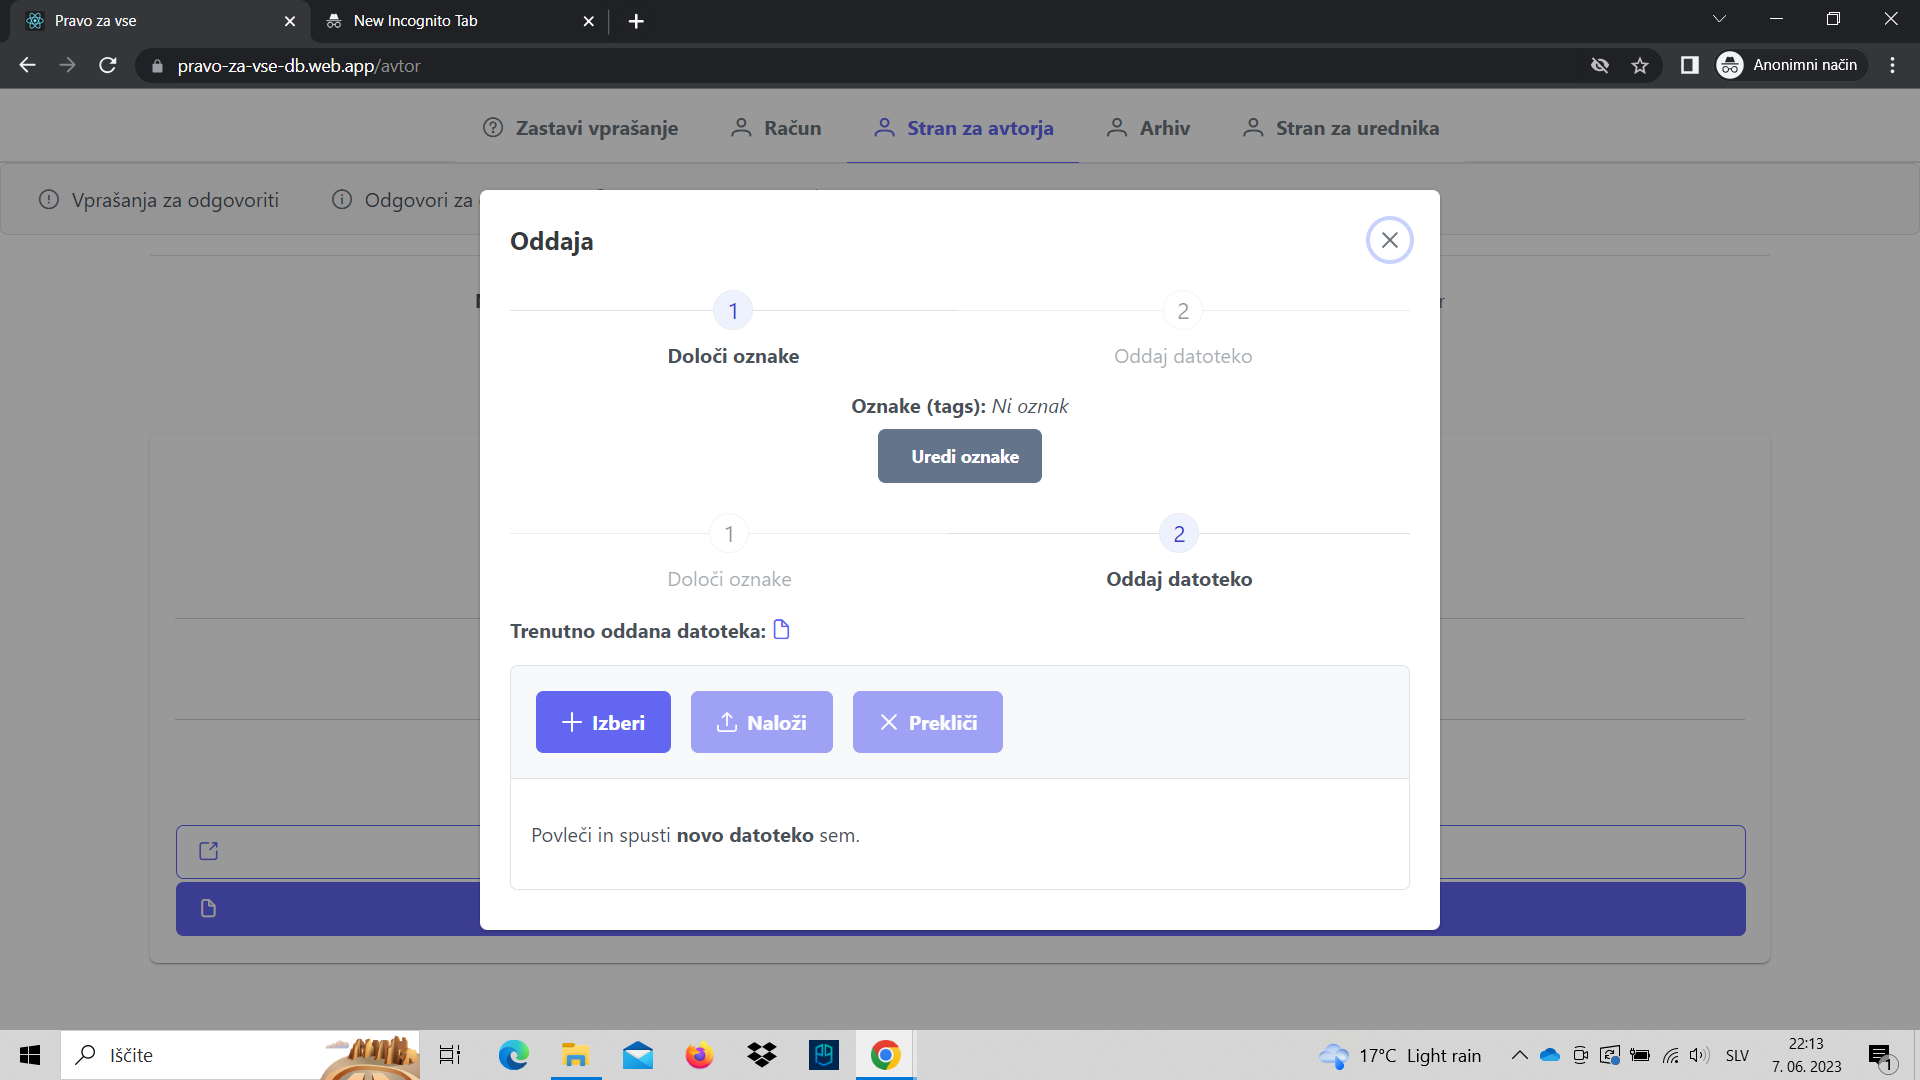 Pravo za vse
New Incognito Tab
pravo-za-vse-db.web.app/avtor
Anonimni način
Zastavi vprašanje
Račun
Stran za avtorja
Arhiv
Stran za urednika
Vprašanja za odgovoriti
Odgovori za
Oddaja
1
2
Določi oznake
Oddaj datoteko
Oznake (tags): Ni oznak
Uredi oznake
1
2
Določi oznake
Oddaj datoteko
Trenutno oddana datoteka:
Izberi
Naloži
Prekliči
Povleči in spusti novo datoteko sem.
Iščite
17°C Light rain
SLV
22:13
7. 06. 2023
1